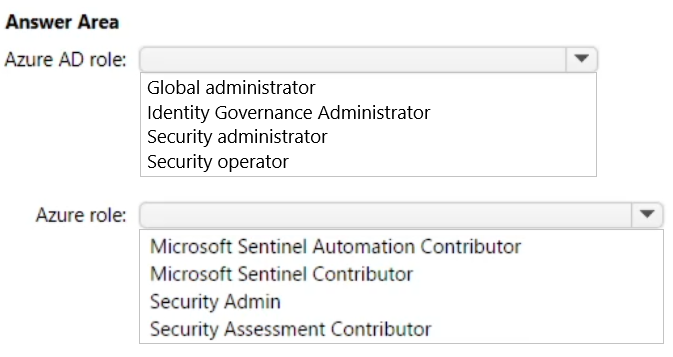 Answer Area
Azure AD role:
Global administrator
Identity Governance Administrator
Security administrator
Security operator
Azure role:
Microsoft Sentinel Automation Contributor
Microsoft Sentinel Contributor
Security Admin
Security Assessment Contributor